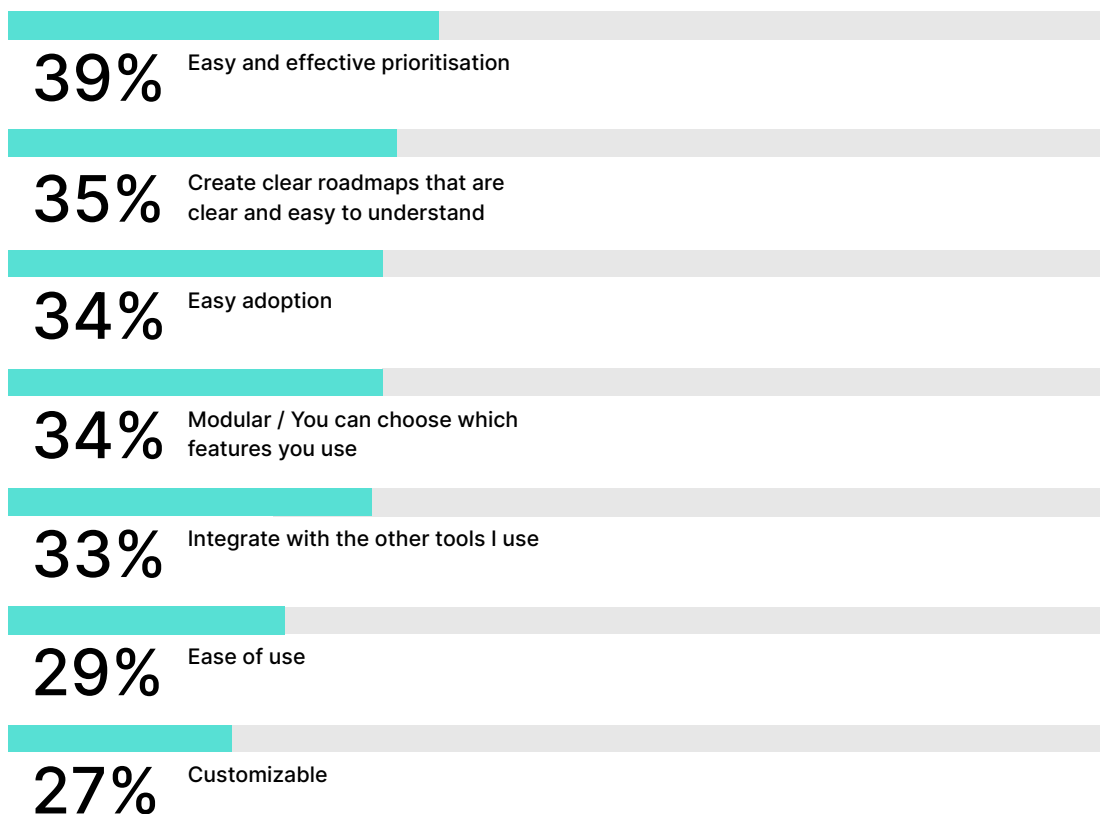 39% Easy and effective prioritisation
35% Create clear roadmaps that are
clear and easy to understand
34% Easy adoption
34% Modular / You can choose which
features you use
33% Integrate with the other tools I use
29% Ease of use
27% Customizable